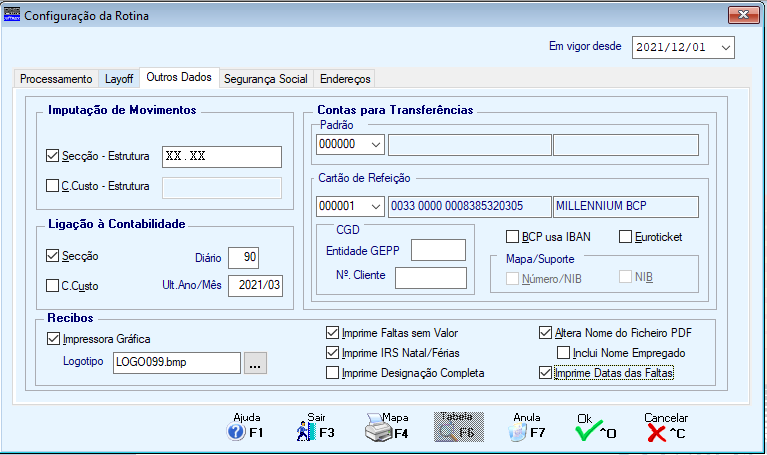 Configuração da Rotina
Em vigor desde 2021/12/01
Processamento Layoff Outros Dados Segurança Social Endereços
Imputação de Movimentos
Secção - Estrutura XX.XX
C.Custo - Estrutura
Ligação à Contabilidade
Secção Diário 90
C.Custo Ult.Ano/Mês 2021/03
Contas para Transferências
Padrão
000000
Cartão de Refeição
000001 0033 0000 0008385320305 MILLENNIUM BCP
CGD
Entidade GEPP
Nº. Cliente
BCP usa IBAN Euroticket
Mapa/Suporte
Número/NIB NIB
Recibos
Impressora Gráfica
Logotipo LOGO099.bmp ...
Imprime Faltas sem Valor
Imprime IRS Natal/Férias
Imprime Designação Completa
Altera Nome do Ficheiro PDF
Inclui Nome Empregado
Imprime Datas das Faltas
Ajuda F1
Sair F3
Mapa F4
Tabela F6
Anula F7
Ok ^O
Cancelar ^C